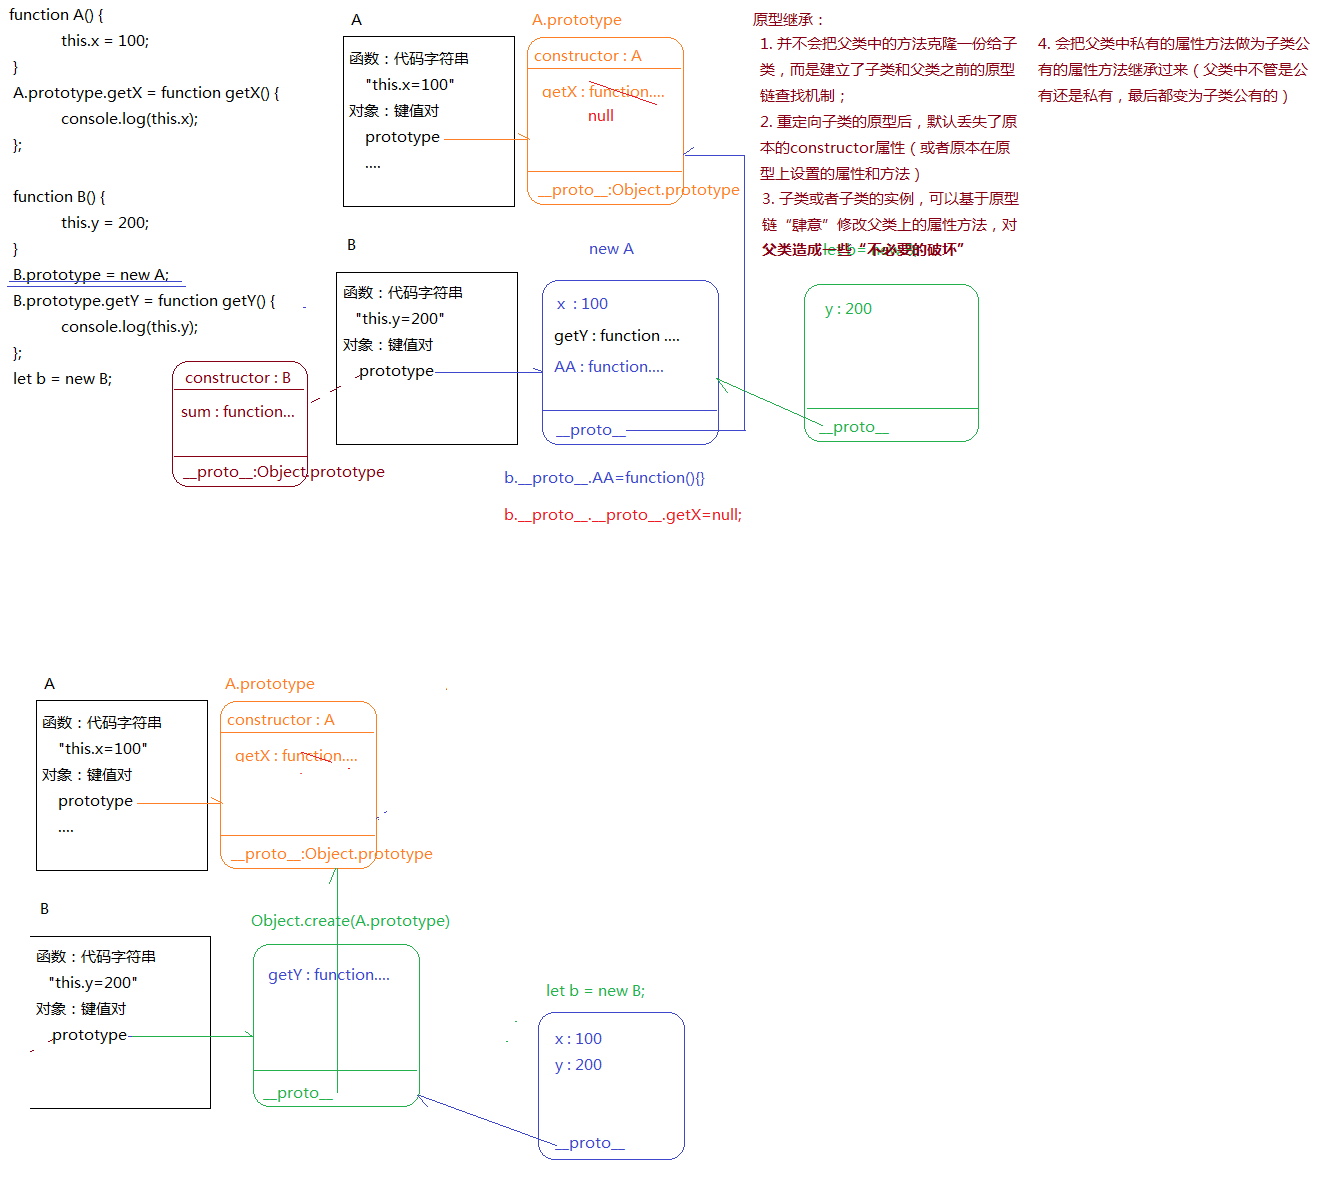 function A() {
this.x = 100;
}
A.prototype.getX = function getX() {
console.log(this.x);
};
function B() {
this.y = 200;
}
B.prototype = new A;
B.prototype.getY = function getY() {
console.log(this.y);
};
let b = new B;
constructor : B
sum : function...
__proto__:Object.prototype
A
函数：代码字符串
"this.x=100"
对象：键值对
prototype
....
A.prototype
constructor : A
getX : function....
null
__proto__:Object.prototype
B
函数：代码字符串
"this.y=200"
对象：键值对
prototype
new A
x : 100
getY : function ....
AA : function....
__proto__
b.__proto__.AA=function(){}
b.__proto__.__proto__.getX=null;
原型继承：
1. 并不会把父类中的方法克隆一份给子
类，而是建立了子类和父类之前的原型
链查找机制；
2. 重定向子类的原型后，默认丢失了原
本的constructor属性（或者原本在原
型上设置的属性和方法）
3. 子类或者子类的实例，可以基于原型
链“肆意”修改父类上的属性方法，对
父类造成一些“不必要的破坏”
4. 会把父类中私有的属性方法做为子类公
有的属性方法继承过来（父类中不管是公
有还是私有，最后都变为子类公有的）
y : 200
__proto__
A
函数：代码字符串
"this.x=100"
对象：键值对
prototype
....
A.prototype
constructor : A
getX : function....
__proto__:Object.prototype
B
函数：代码字符串
"this.y=200"
对象：键值对
prototype
Object.create(A.prototype)
getY : function....
__proto__
let b = new B;
x : 100
y : 200
__proto__